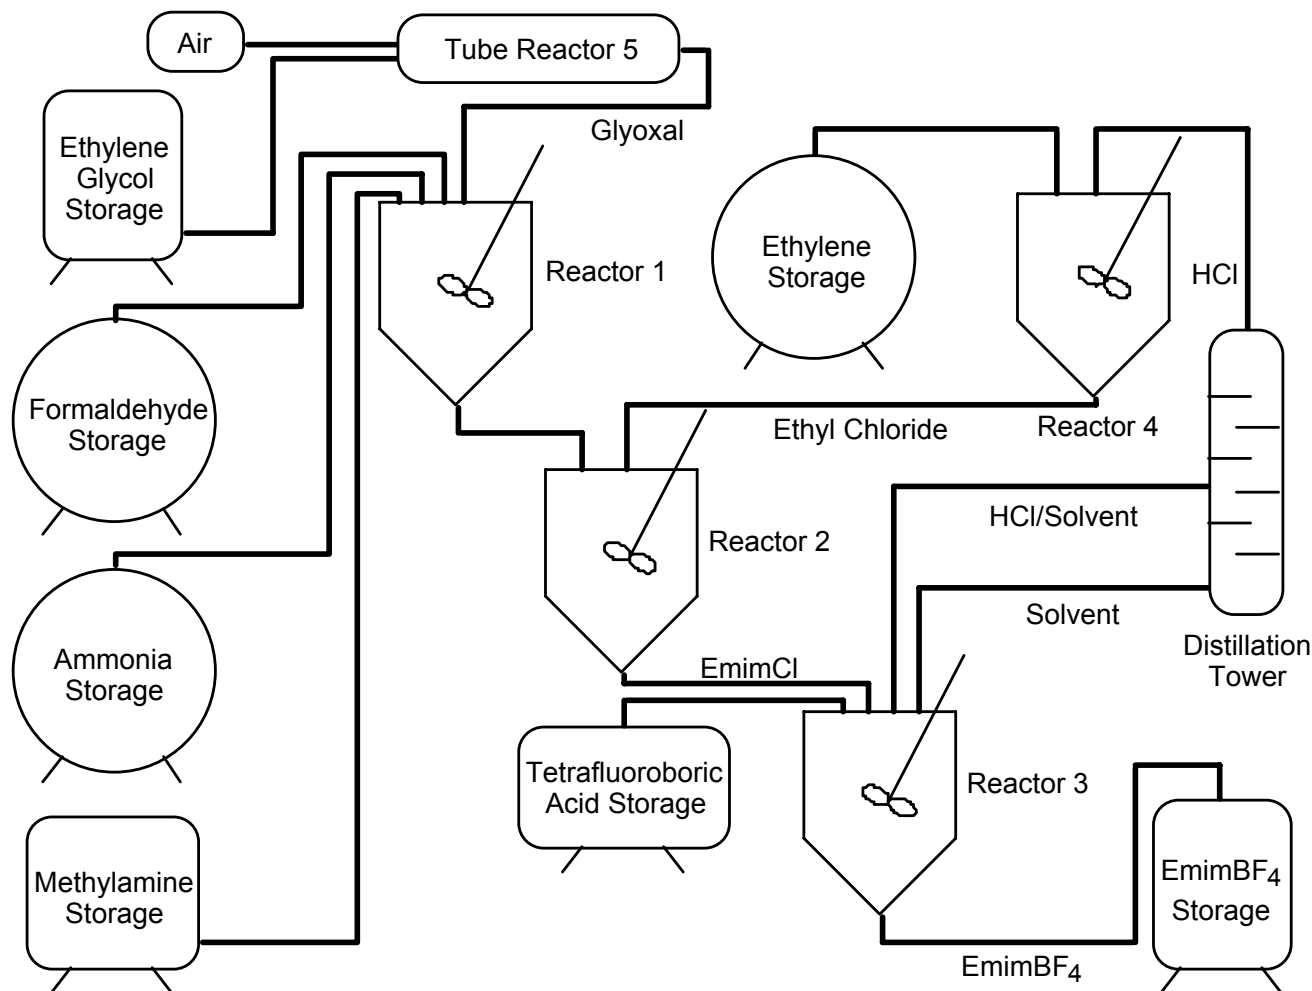 Air
Tube Reactor 5
Glyoxal
Ethylene
Glycol
Storage
Reactor 1
Ethylene
Storage
HCl
Formaldehyde
Storage
Ethyl Chloride
Reactor 4
HCl/Solvent
Reactor 2
Solvent
Distillation
Tower
Ammonia
Storage
EmimCl
Tetrafluoroboric
Acid Storage
Reactor 3
Methylamine
Storage
EmimBF4
Storage
EmimBF4